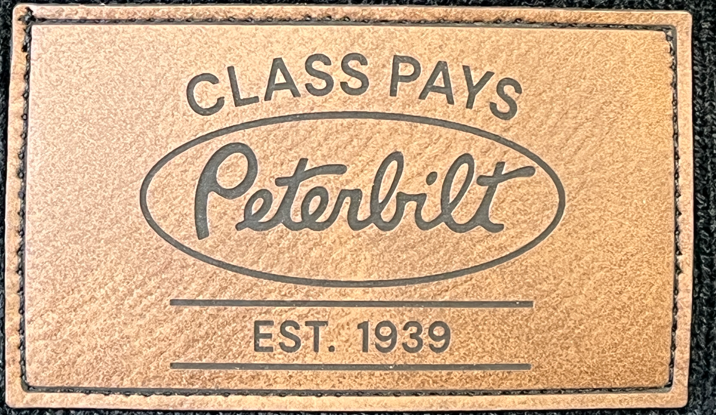 CLASS PAYS
Peterbilt
EST. 1939